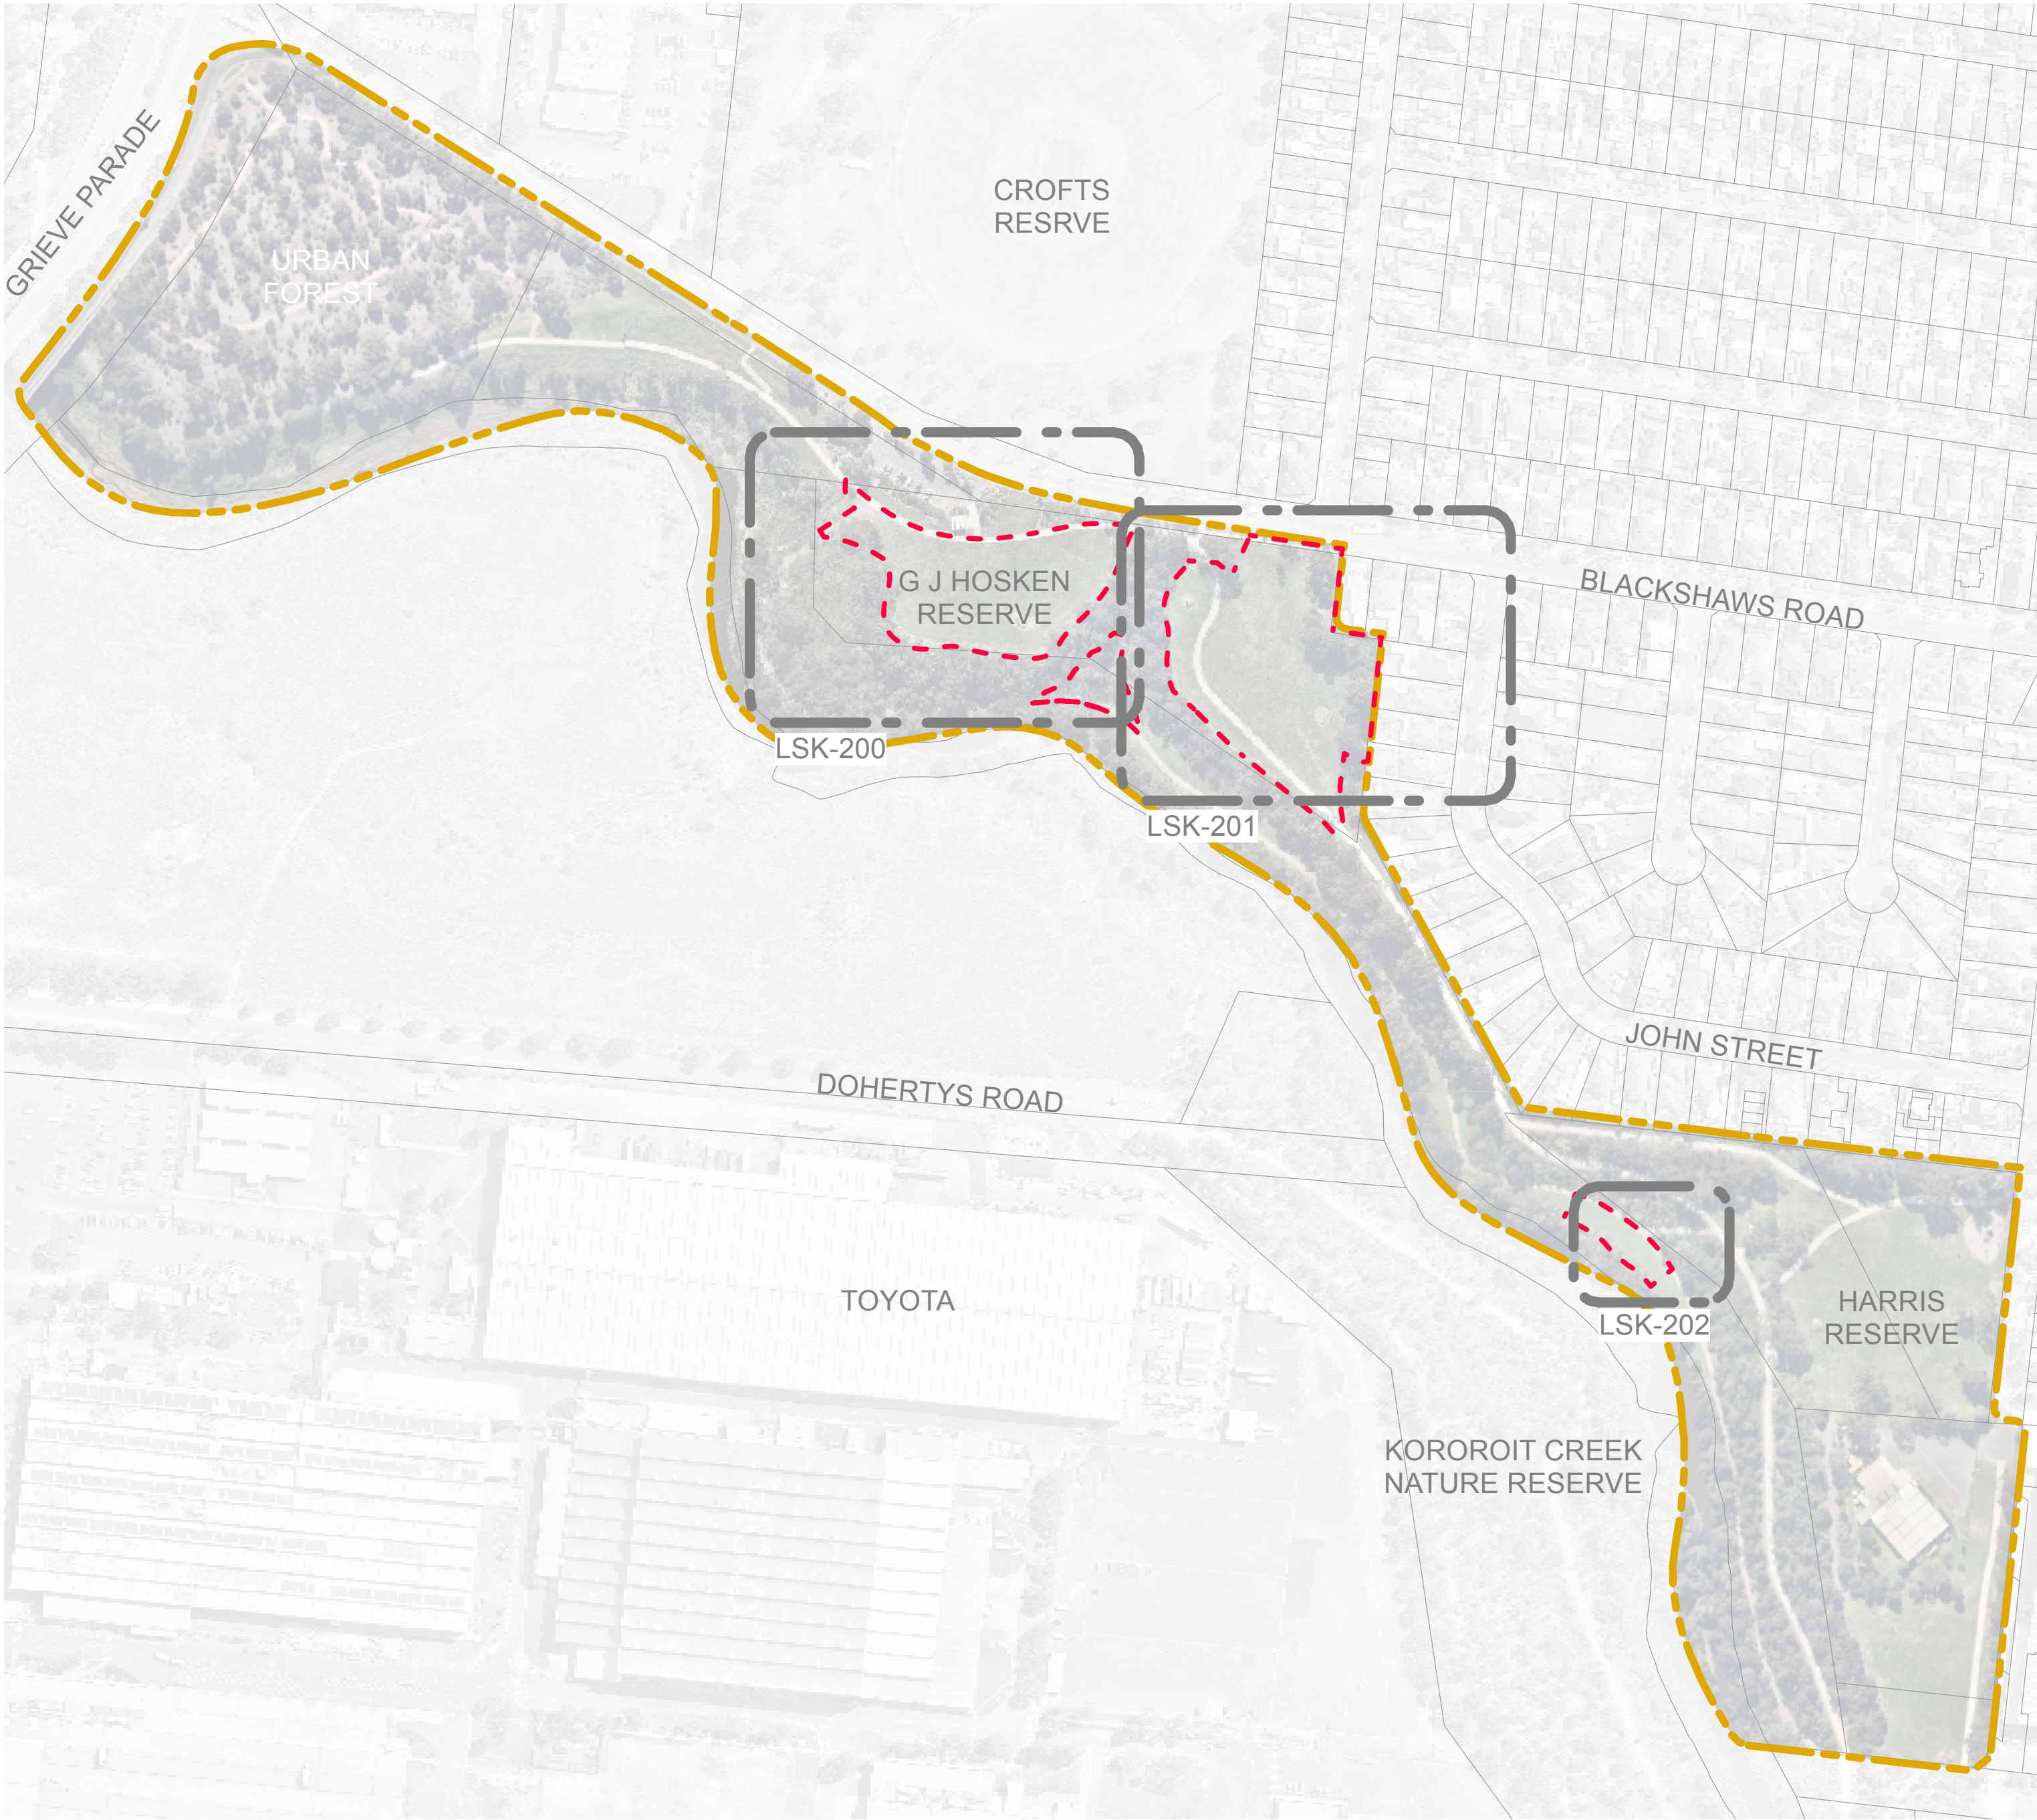 GRIEVE PARADE
URBAN
FOREST
CROFTS
RESRVE
G J HOSKEN
RESERVE
BLACKSHAWS ROAD
LSK-200
LSK-201
JOHN STREET
DOHERTYS ROAD
TOYOTA
LSK-202
HARRIS
RESERVE
KOROROIT CREEK
NATURE RESERVE